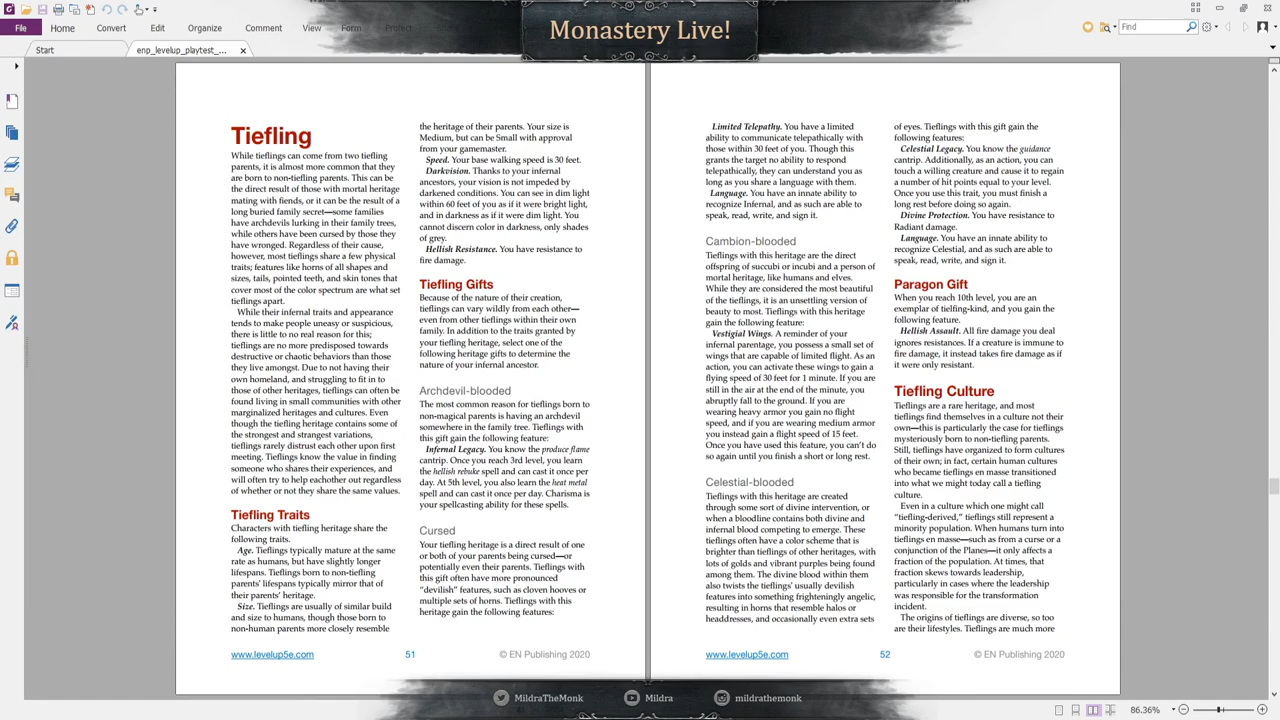 Monastery Live!
File
Home
Convert
Edit
Organize
Comment
View
Form
Find
Start
enp_levelup_playtest_...
Tiefling
While tieflings can come from two tiefling
parents, it is almost more common that they
are born to non-tiefling parents. This can be
the direct result of those with mortal heritage
mating with fiends, or it can be the result of a
long buried family secret—some families
have archdevils lurking in their family trees,
while others have been cursed by those they
have wronged. Regardless of their cause,
however, most tieflings share a few physical
traits; features like horns of all shapes and
sizes, tails, pointed teeth, and skin tones that
cover most of the color spectrum are what set
tieflings apart.
While their infernal traits and appearance
tends to make people uneasy or suspicious,
there is little to no real reason for this;
tieflings are no more predisposed towards
destructive or chaotic behaviors than those
they live amongst. Due to not having their
own homeland, and struggling to fit in to
those of other heritages, tieflings can often be
found living in small communities with other
marginalized heritages and cultures. Even
though the tiefling heritage contains some of
the strongest and strangest variations,
tieflings rarely distrust each other upon first
meeting. Tieflings know the value in finding
someone who shares their experiences, and
will often try to help eachother out regardless
of whether or not they share the same values.
Tiefling Traits
Characters with tiefling heritage share the
following traits.
Age. Tieflings typically mature at the same
rate as humans, but have slightly longer
lifespans. Tieflings born to non-tiefling
parents' lifespans typically mirror that of
their parents' heritage.
Size. Tieflings are usually of similar build
and size to humans, though those born to
non-human parents more closely resemble
the heritage of their parents. Your size is
Medium, but can be Small with approval
from your gamemaster.
Speed. Your base walking speed is 30 feet.
Darkvision. Thanks to your infernal
ancestors, your vision is not impeded by
darkened conditions. You can see in dim light
within 60 feet of you as if it were bright light,
and in darkness as if it were dim light. You
cannot discern color in darkness, only shades
of grey.
Hellish Resistance. You have resistance to
fire damage.
Tiefling Gifts
Because of the nature of their creation,
tieflings can vary wildly from each other—
even from other tieflings within their own
family. In addition to the traits granted by
your tiefling heritage, select one of the
following heritage gifts to determine the
nature of your infernal ancestor.
Archdevil-blooded
The most common reason for tieflings born to
non-magical parents is having an archdevil
somewhere in the family tree. Tieflings with
this gift gain the following feature:
Infernal Legacy. You know the produce flame
cantrip. Once you reach 3rd level, you learn
the hellish rebuke spell and can cast it once per
day. At 5th level, you also learn the heat metal
spell and can cast it once per day. Charisma is
your spellcasting ability for these spells.
Cursed
Your tiefling heritage is a direct result of one
or both of your parents being cursed—or
potentially even their parents. Tieflings with
this gift often have more pronounced
“devilish” features, such as cloven hooves or
multiple sets of horns. Tieflings with this
heritage gain the following features:
www.levelup5e.com
51
© EN Publishing 2020
Limited Telepathy. You have a limited
ability to communicate telepathically with
those within 30 feet of you. Though this
grants the target no ability to respond
telepathically, they can understand you as
long as you share a language with them.
Language. You have an innate ability to
recognize Infernal, and as such are able to
speak, read, write, and sign it.
Cambion-blooded
Tieflings with this heritage are the direct
offspring of succubi or incubi and a person of
mortal heritage, like humans and elves.
While they are considered the most beautiful
of the tieflings, it is an unsettling version of
beauty to most. Tieflings with this heritage
gain the following feature:
Vestigial Wings. A reminder of your
infernal parentage, you possess a small set of
wings that are capable of limited flight. As an
action, you can activate these wings to gain a
flying speed of 30 feet for 1 minute. If you are
still in the air at the end of the minute, you
abruptly fall to the ground. If you are
wearing heavy armor you gain no flight
speed, and if you are wearing medium armor
you instead gain a flight speed of 15 feet.
Once you have used this feature, you can't do
so again until you finish a short or long rest.
Celestial-blooded
Tieflings with this heritage are created
through some sort of divine intervention, or
when a bloodline contains both divine and
infernal blood competing to emerge. These
tieflings often have a color scheme that is
brighter than tieflings of other heritages, with
lots of golds and vibrant purples being found
among them. The divine blood within them
also twists the tieflings' usually devilish
features into something frighteningly angelic,
resulting in horns that resemble halos or
headdresses, and occasionally even extra sets
of eyes. Tieflings with this gift gain the
following features:
Celestial Legacy. You know the guidance
cantrip. Additionally, as an action, you can
touch a willing creature and cause it to regain
a number of hit points equal to your level.
Once you use this trait, you must finish a
long rest before doing so again.
Divine Protection. You have resistance to
Radiant damage.
Language. You have an innate ability to
recognize Celestial, and as such are able to
speak, read, write, and sign it.
Paragon Gift
When you reach 10th level, you are an
exemplar of tielfing-kind, and you gain the
following feature.
Hellish Assault. All fire damage you deal
ignores resistances. If a creature is immune to
fire damage, it instead takes fire damage as if
it were only resistant.
Tiefling Culture
Tieflings are a rare heritage, and most
tieflings find themselves in a culture not their
own—this is particularly the case for tieflings
mysteriously born to non-tiefling parents.
Still, tieflings have organized to form cultures
of their own; in fact, certain human cultures
who became tieflings en masse transitioned
into what we might today call a tiefling
culture.
Even in a culture which one might call
“tiefling-derived,” tieflings still represent a
minority population. When humans turn into
tieflings en masse—such as from a curse or a
conjunction of the Planes—it only affects a
fraction of the population. At times, that
fraction skews towards leadership,
particularly in cases where the leadership
was responsible for the transformation
incident.
The origins of tieflings are diverse, so too
are their lifestyles. Tieflings are much more
www.levelup5e.com
52
© EN Publishing 2020
MildraTheMonk
Mildra
mildrathemonk
86.36%